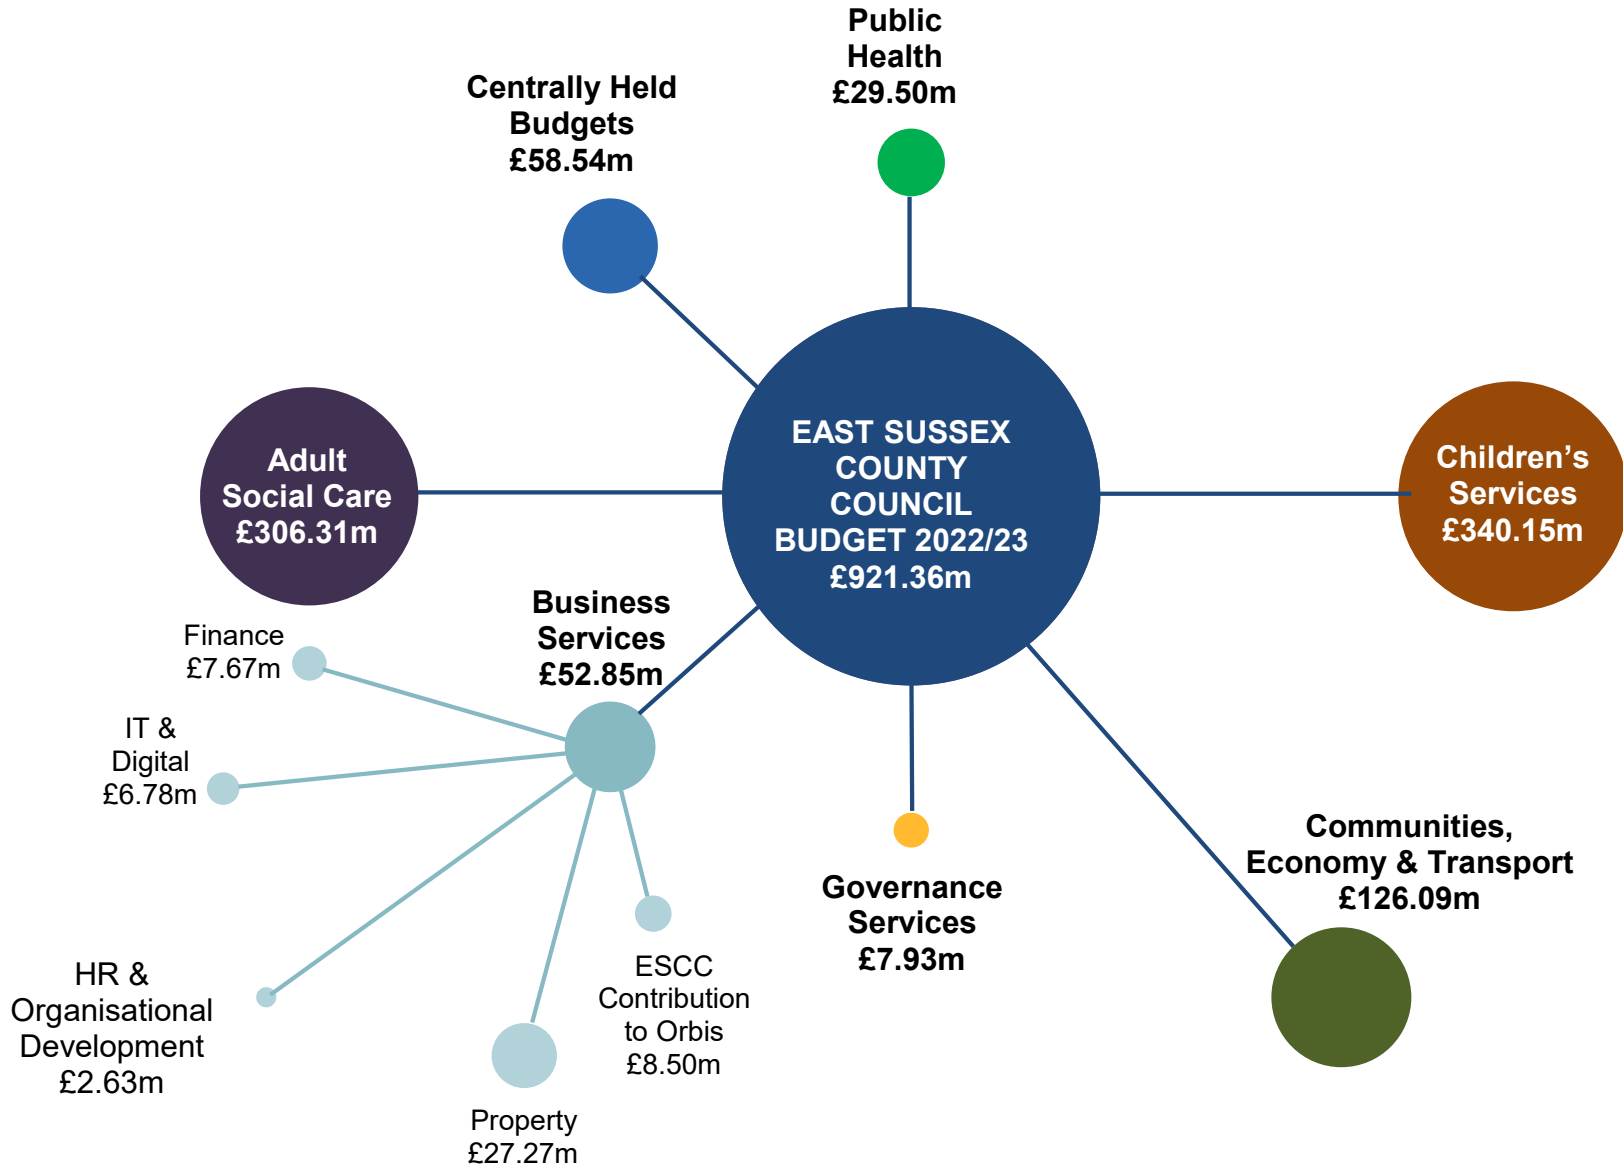 Public
Health
£29.50m
Centrally Held
Budgets
£58.54m
EAST SUSSEX
COUNTY
COUNCIL
BUDGET 2022/23
£921.36m
Adult
Social Care
£306.31m
Children’s
Services
£340.15m
Business
Services
£52.85m
Finance
£7.67m
IT &
Digital
£6.78m
HR &
Organisational
Development
£2.63m
Property
£27.27m
ESCC
Contribution
to Orbis
£8.50m
Governance
Services
£7.93m
Communities,
Economy & Transport
£126.09m